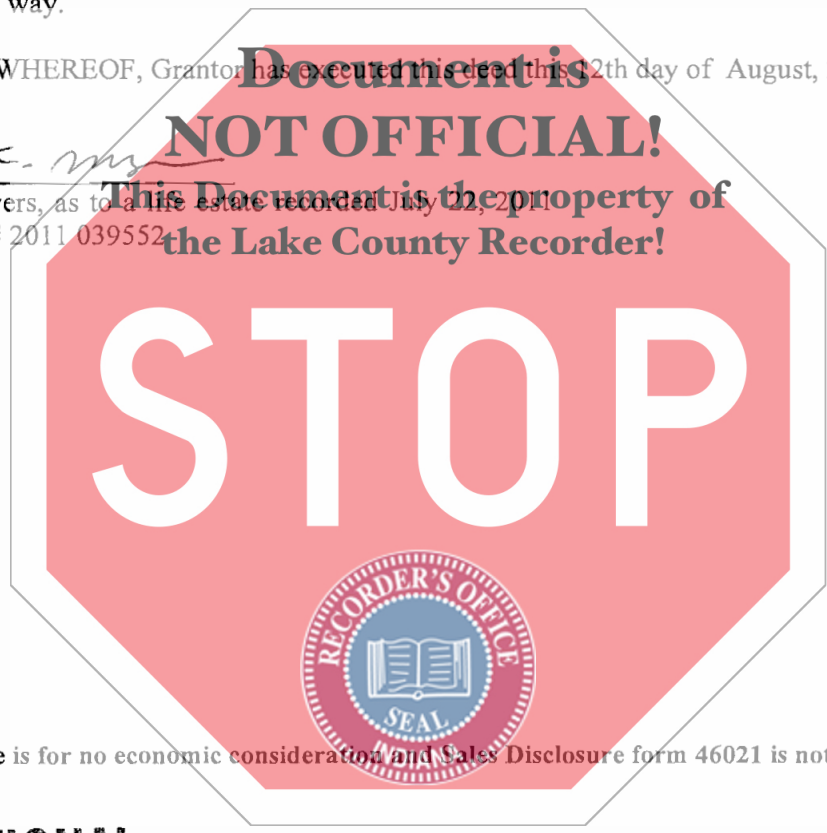 way.
Document is
WHEREOF, Grantor has executed this deed this 12th day of August,
NOT OFFICIAL!
This Document is the property of
ers, as to a life estate recorded July 22, 2011
2011 039552
the Lake County Recorder!
STOP
RECORDER'S OFFICE
SEAL
INDIANA
e is for no economic consideration and Sales Disclosure form 46021 is not